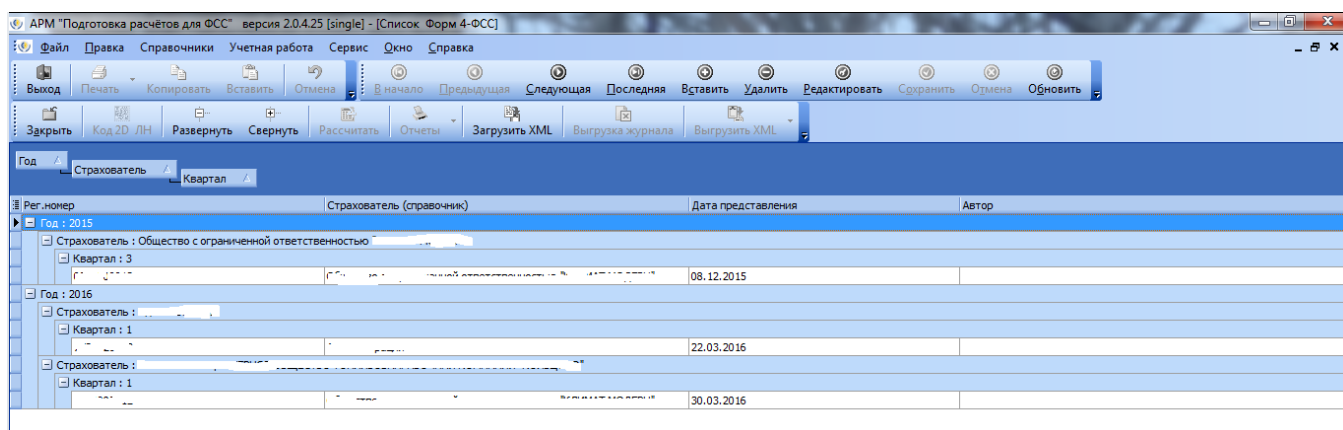 АРМ "Подготовка расчётов для ФСС" версия 2.0.4.25 [single] - [Список Форм 4-ФСС]
Файл Правка Справочники Учетная работа Сервис Окно Справка
Выход Печать Копировать Вставить Отмена В начало Предыдущая Следующая Последняя Вставить Удалить Редактировать Сохранить Отмена Обновить
Закрыть Код 2D ЛН Развернуть Свернуть Рассчитать Отчеты Загрузить XML Выгрузка журнала Выгрузить XML
Год
Страхователь
Квартал
Рег.номер Страхователь (справочник) Дата представления Автор
Год : 2015
Страхователь : Общество с ограниченной ответственностью
Квартал : 3
08.12.2015
Год : 2016
Страхователь :
Квартал : 1
22.03.2016
Страхователь :
Квартал : 1
30.03.2016